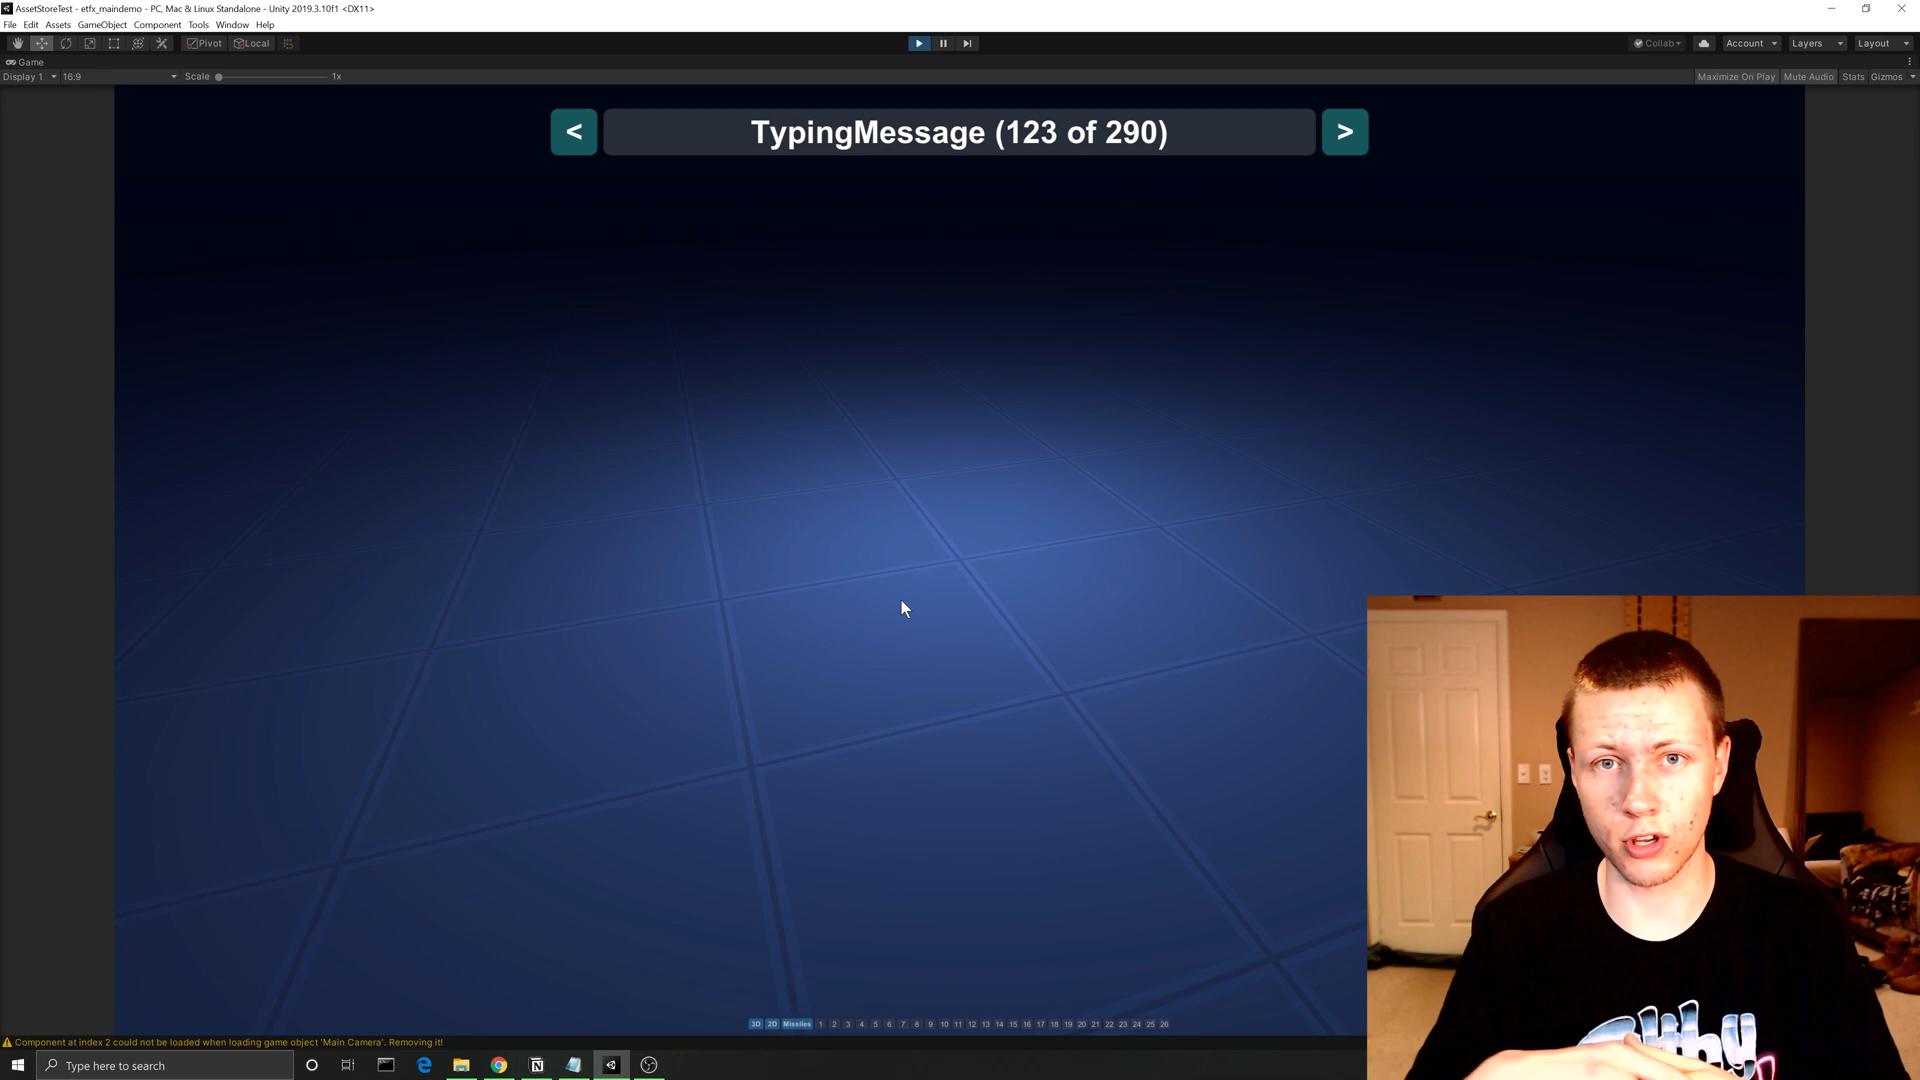 AssetStoreTest - etfx_maindemo - PC, Mac & Linux Standalone - Unity 2019.3.10f1 <DX11>
File Edit Assets GameObject Component Tools Window Help
Pivot Local Collab Account Layers Layout
Game
Display 1 16:9 Scale 1x Maximize On Play Mute Audio Stats Gizmos
< TypingMessage (123 of 290) >
3D 2D Missiles 1 2 3 4 5 6 7 8 9 10 11 12 13 14 15 16 17 18 19 20 21 22 23 24 25 26
Component at index 2 could not be loaded when loading game object 'Main Camera'. Removing it!
Type here to search